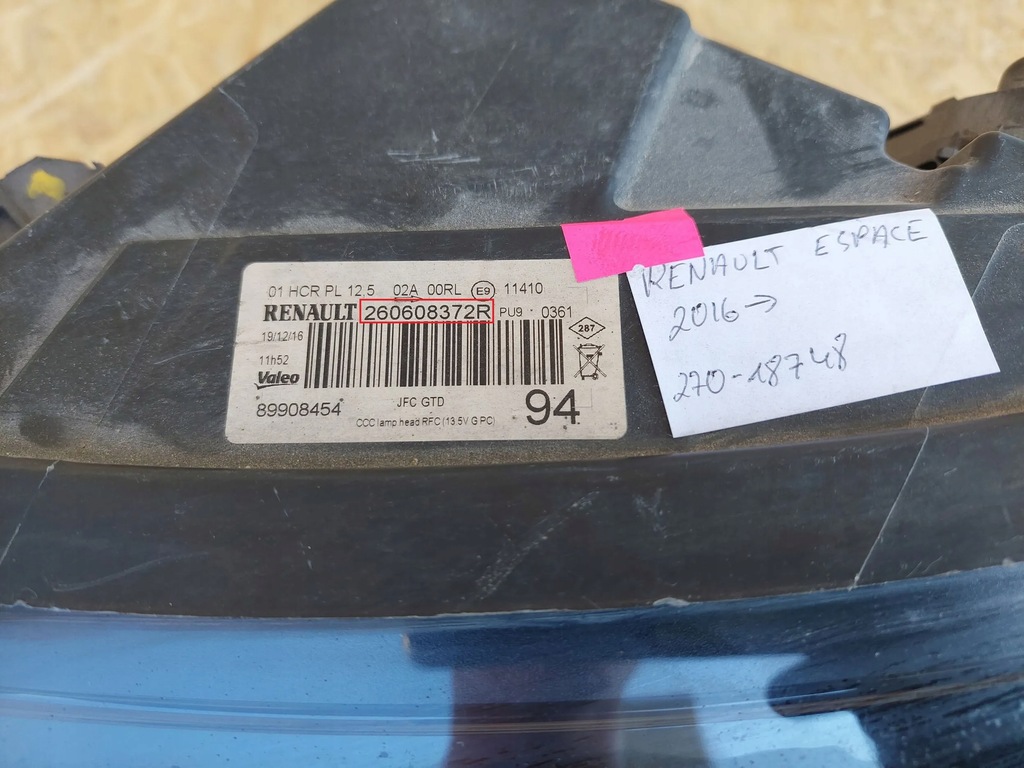 01 HCR PL 12.5 02A 00RL E9 11410
RENAULT 260608372R PU9 0361
19/12/16
287
11h52
Valeo
89908454 JFC GTD 94
CCC lamp head RFC (13.5V G PC)
RENAULT ESPACE
2016→
270-18748